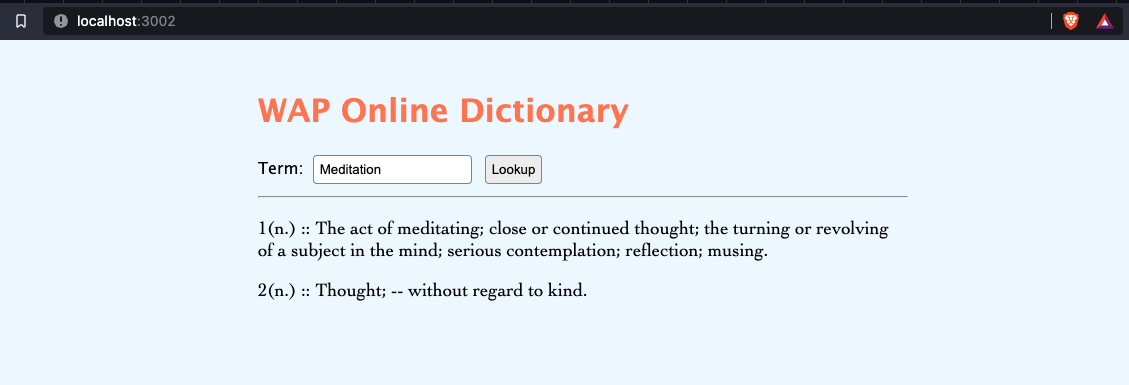 localhost:3002
WAP Online Dictionary
Term: Meditation Lookup
1(n.) :: The act of meditating; close or continued thought; the turning or revolving
of a subject in the mind; serious contemplation; reflection; musing.
2(n.) :: Thought; -- without regard to kind.